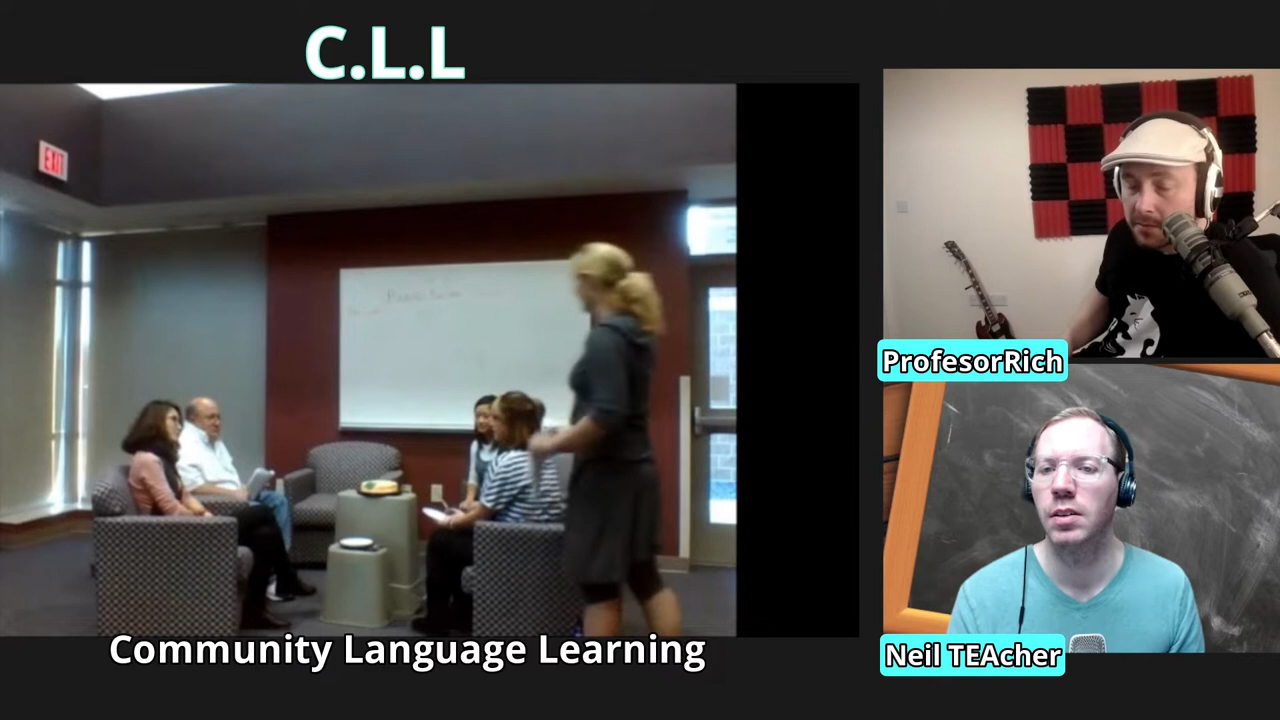 C.L.L
EXIT
ProfesorRich
Community Language Learning
Neil TEAcher